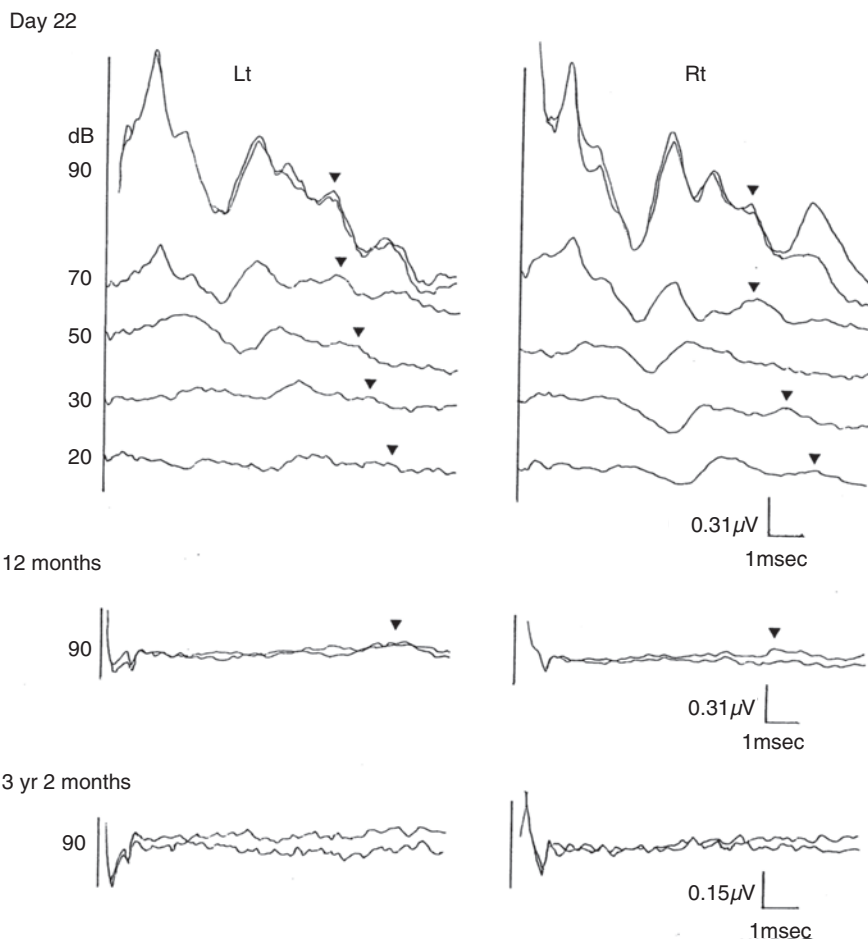 Day 22
Lt Rt
dB
90
70
50
30
20
0.31µV
1msec
12 months
90
0.31µV
1msec
3 yr 2 months
90
0.15µV
1msec